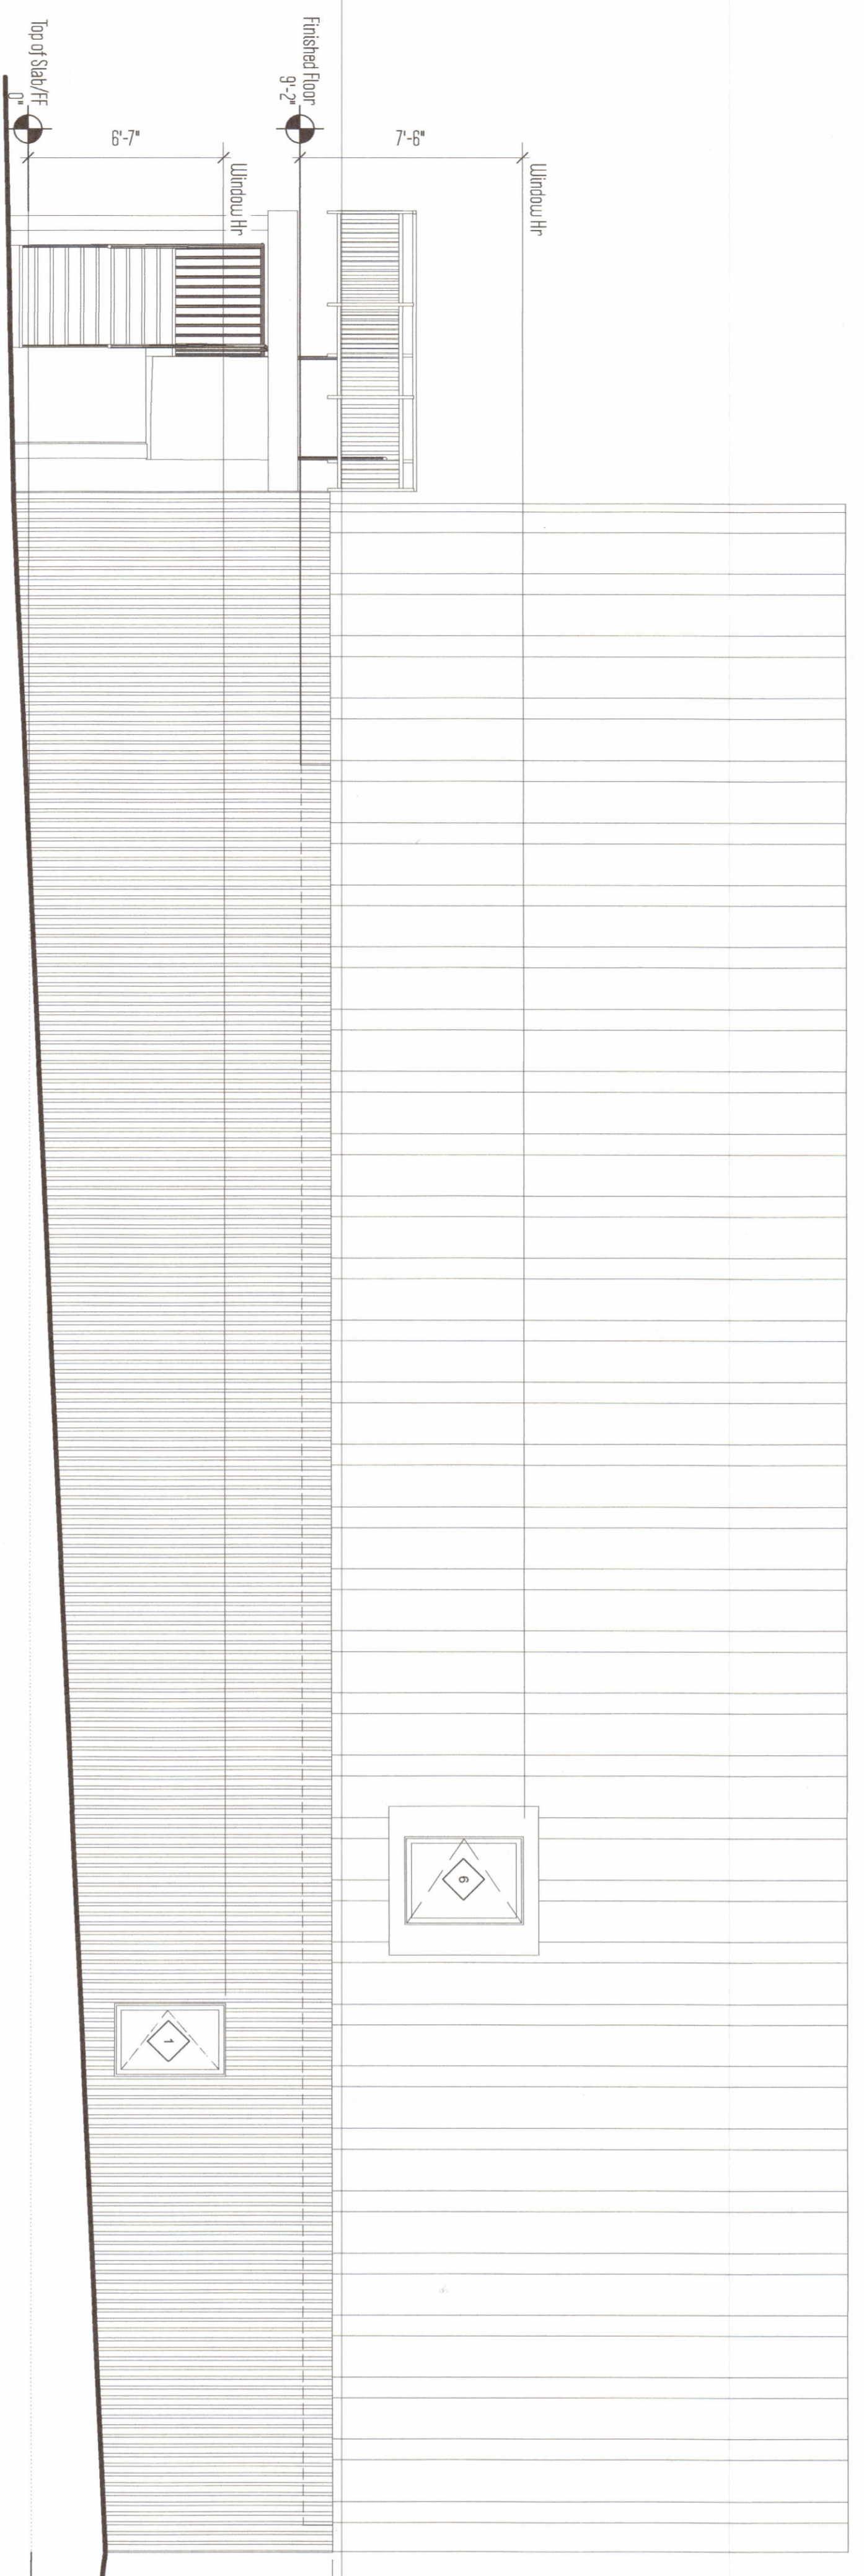 Window Hr
7'-6"
Finished Floor
9'-2"
Window Hr
6'-7"
Top of Slab/FF
0"
6
1